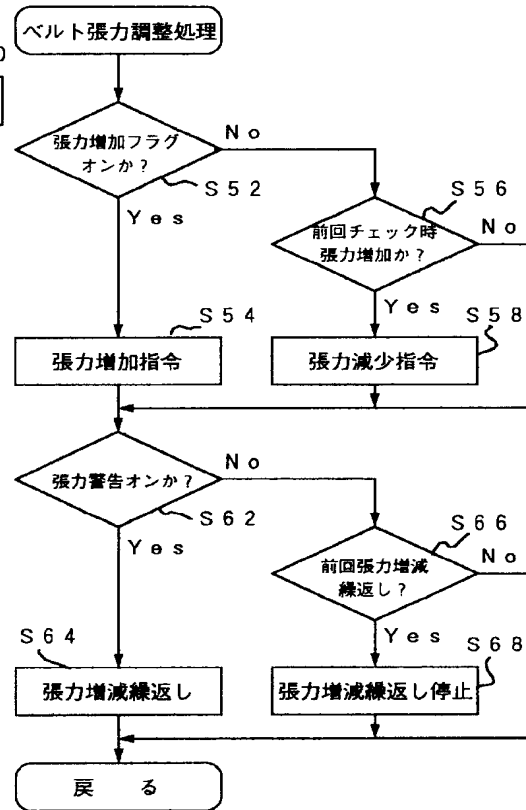 ベルト張力調整処理
張力増加フラグ
オンか？
No
S52
Yes
S56
前回チェック時
張力増加か？
No
Yes
S54
張力増加指令
S58
張力減少指令
張力警告オンか？
No
S62
Yes
S66
前回張力増減
繰返し？
No
Yes
S64
張力増減繰返し
S68
張力増減繰返し停止
戻　る